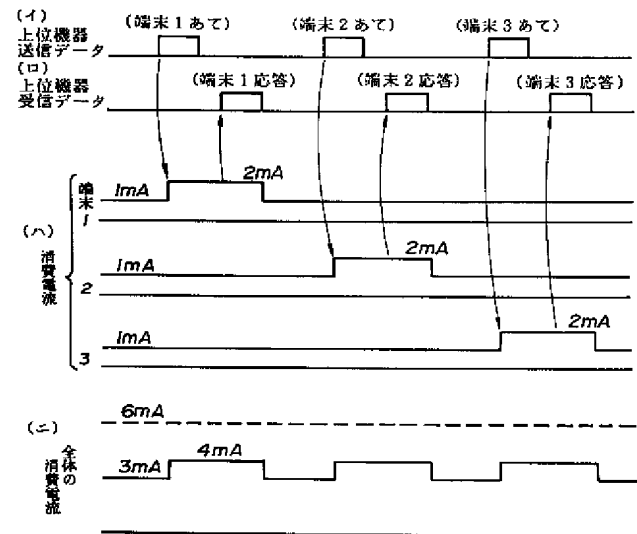 (イ)
上位機器
送信データ
(端末1あて)
(端末2あて)
(端末3あて)
(ロ)
上位機器
受信データ
(端末1応答)
(端末2応答)
(端末3応答)
(ハ)
消費電流
端末
1
1mA
2mA
2
1mA
2mA
3
1mA
2mA
(ニ)
全体の
消費電流
6mA
3mA
4mA